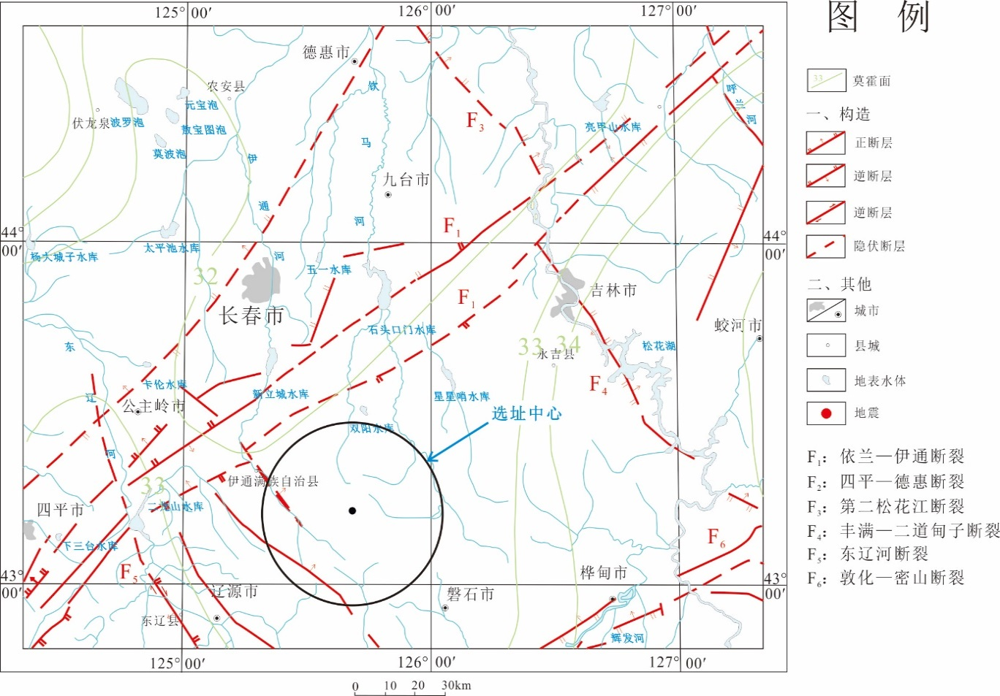 125°00′
126°00′
127°00′
图 例
德惠市
33
莫霍面
饮
农安县
呼
兰
河
元宝泡
一、构造
伏龙泉
波罗泡
F3
亮甲山水库
敖宝图泡
马
正断层
莫波泡
伊
逆断层
九台市
通
河
逆断层
F1
44°
00′
44°
00′
太平池水库
隐伏断层
杨大城子水库
河
五一水库
32
二、其他
吉林市
F1
城市
长春市
蛟河市
石头口门水库
东
33
34
松花湖
县城
永吉县
卡伦水库
F4
地表水体
新立城水库
星星哨水库
辽
公主岭市
选址中心
地震
双阳水库
河
F1：依兰—伊通断裂
伊通满族自治县
33
F2：四平—德惠断裂
四平市
二龙山水库
F3：第二松花江断裂
F6
F4：丰满—二道甸子断裂
下三台水库
F5：东辽河断裂
F5
桦甸市
43°
00′
43°
00′
F6：敦化—密山断裂
辽源市
磐石市
东辽县
辉发河
125°00′
126°00′
127°00′
0 10 20 30km